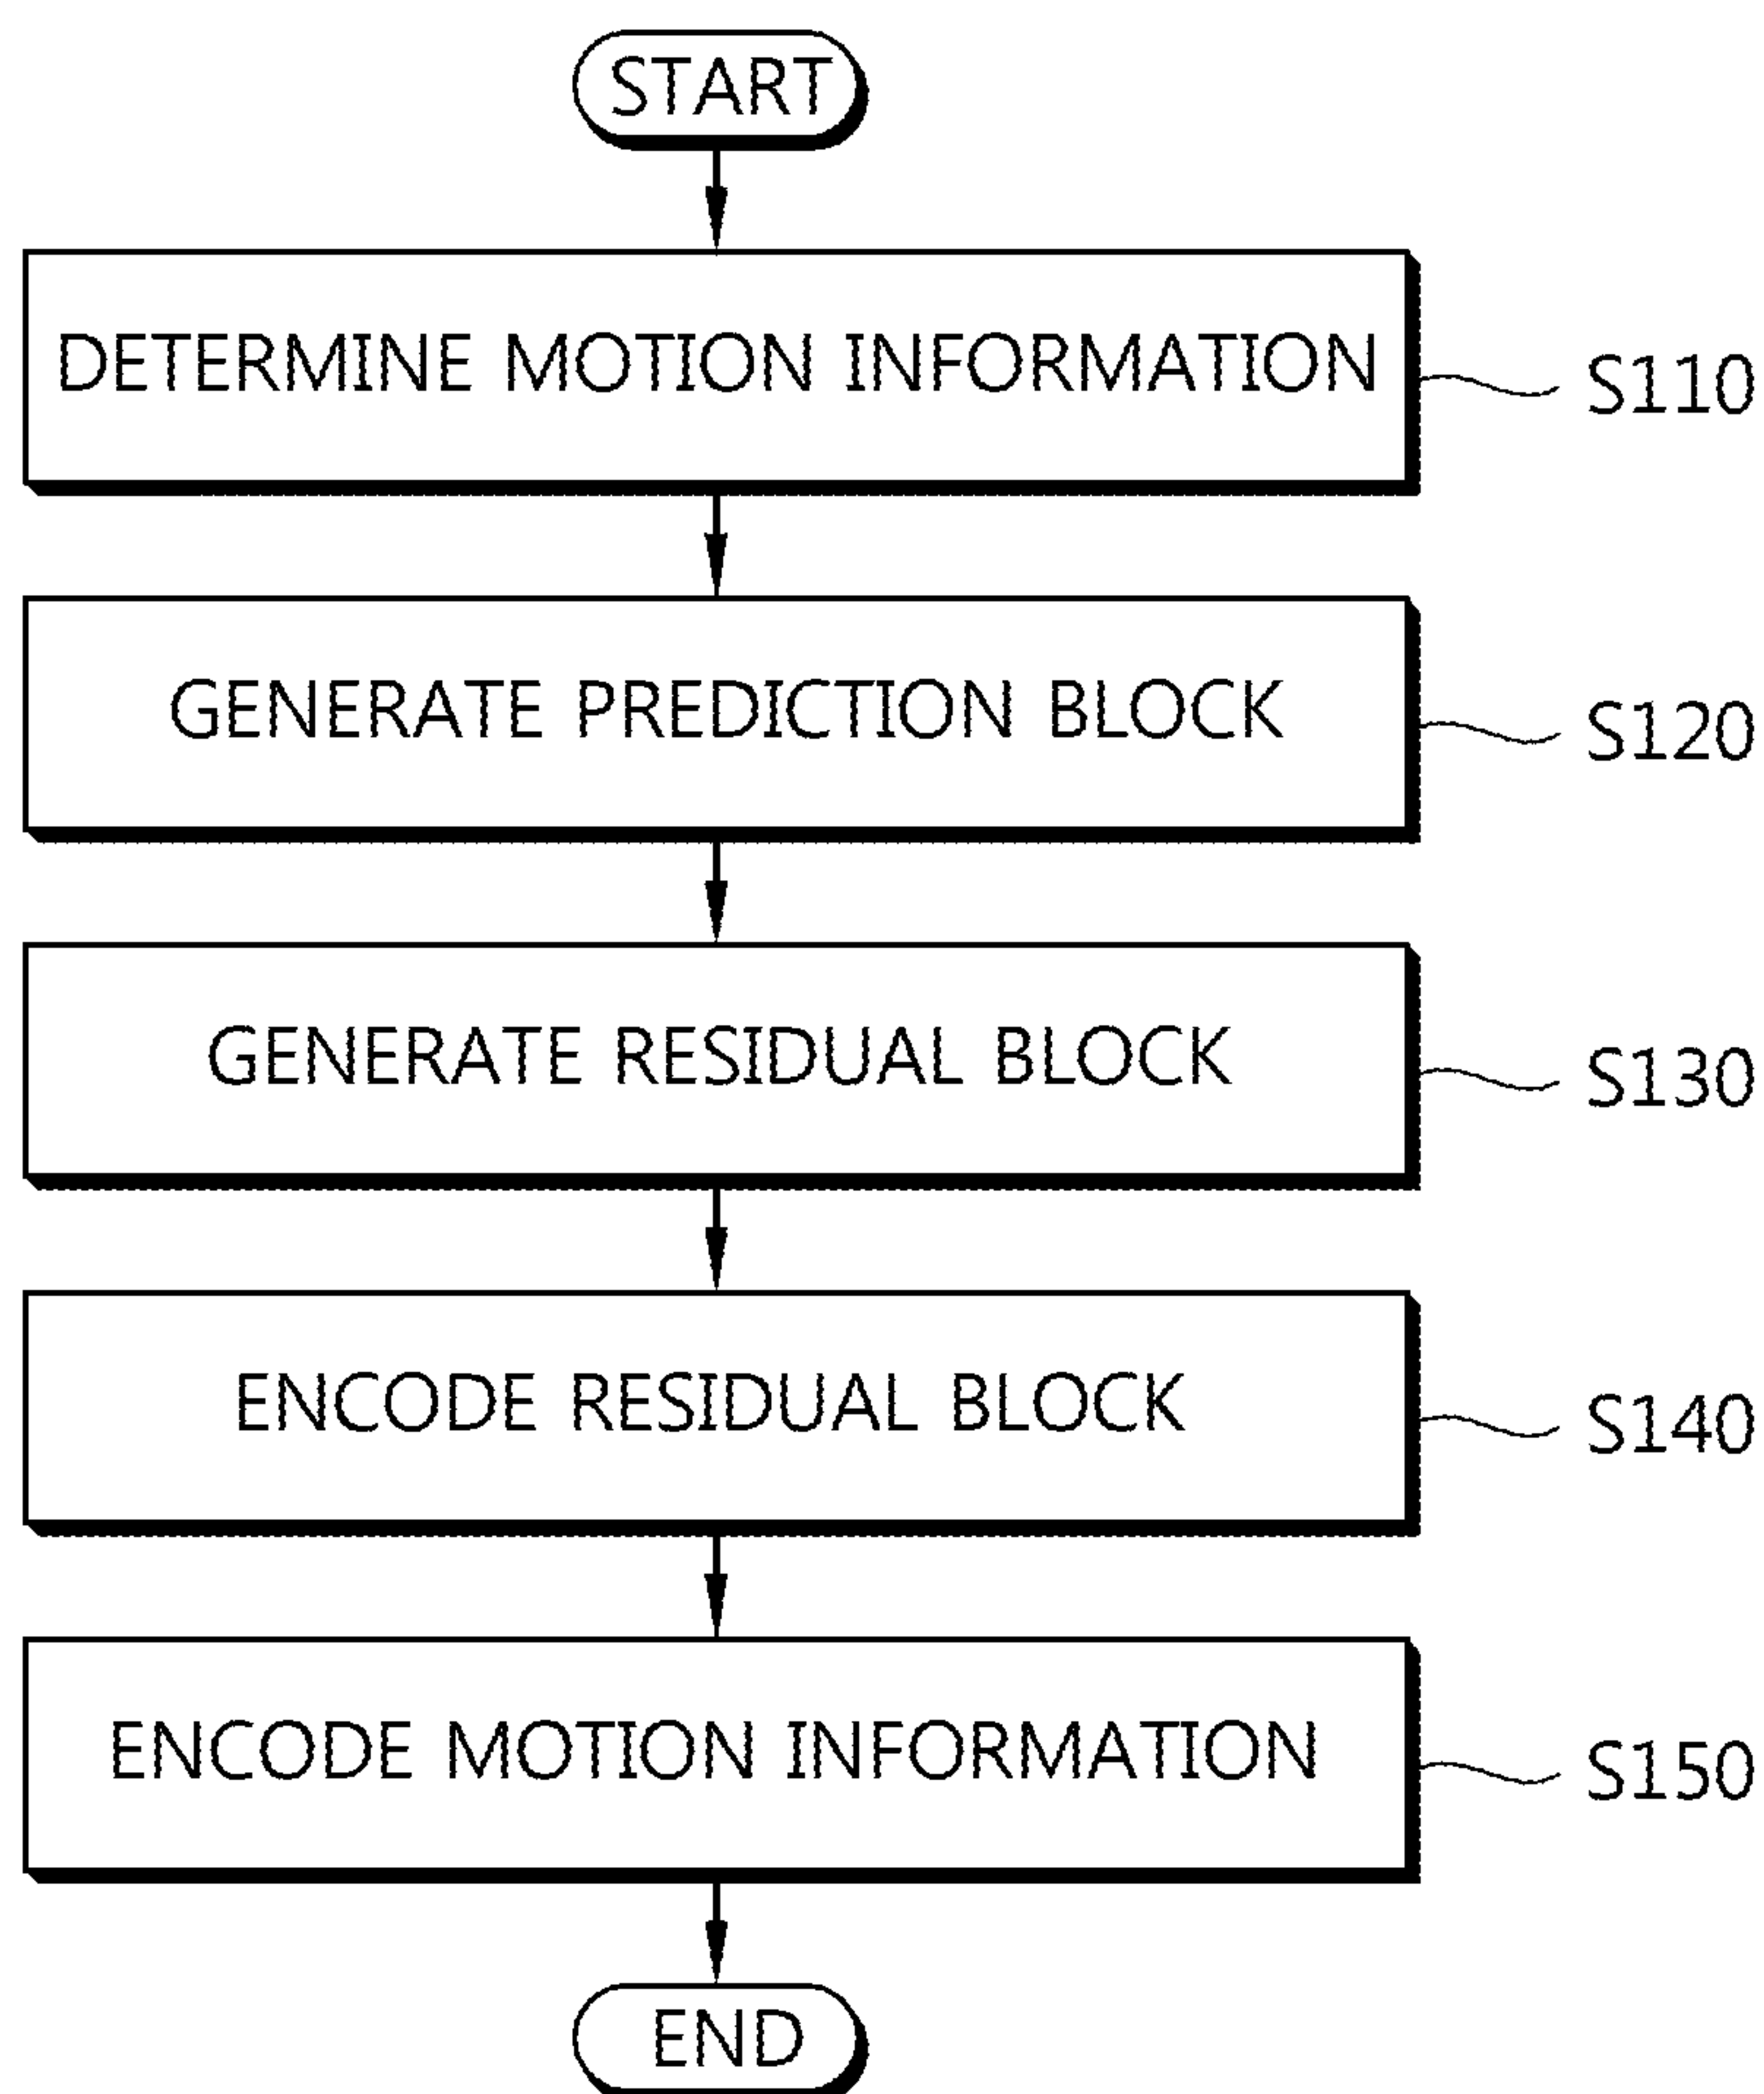 START
DETERMINE MOTION INFORMATION
S110
GENERATE PREDICTION BLOCK
S120
GENERATE RESIDUAL BLOCK
S130
ENCODE RESIDUAL BLOCK
S140
ENCODE MOTION INFORMATION
S150
END